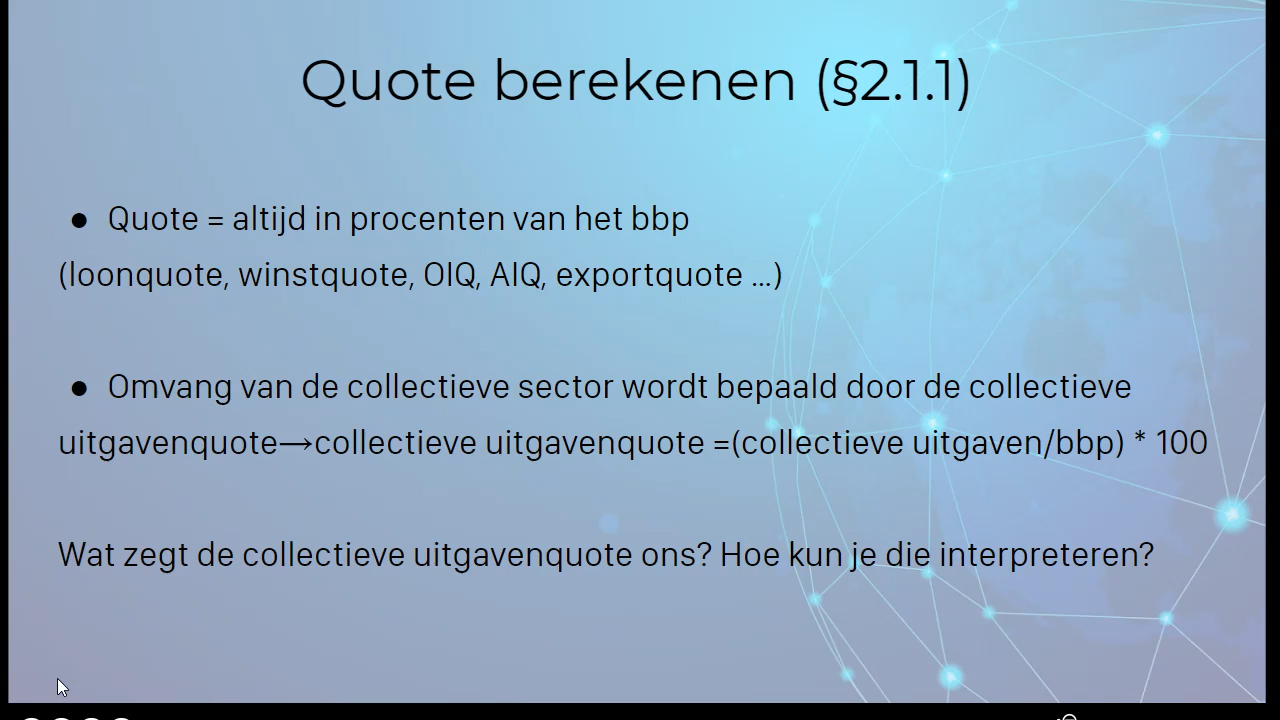 Quote berekenen (§2.1.1)
● Quote = altijd in procenten van het bbp
(loonquote, winstquote, OIQ, AIQ, exportquote ...)
● Omvang van de collectieve sector wordt bepaald door de collectieve
uitgavenquote→collectieve uitgavenquote =(collectieve uitgaven/bbp) * 100
Wat zegt de collectieve uitgavenquote ons? Hoe kun je die interpreteren?